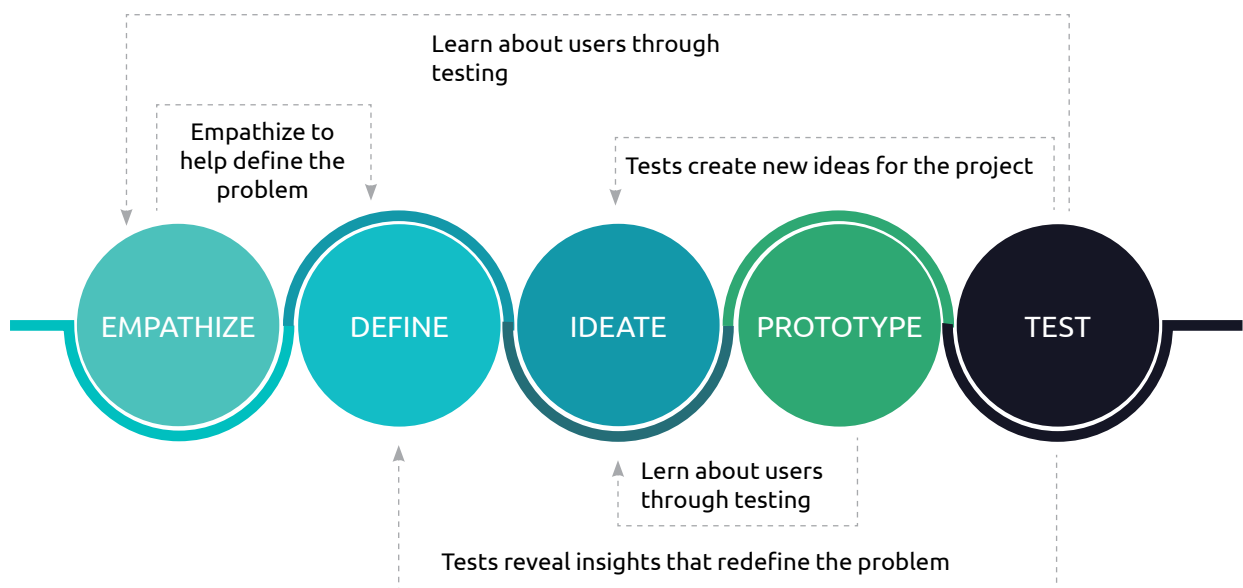 Learn about users through
testing
Empathize to
help define the
problem
Tests create new ideas for the project
EMPATHIZE
DEFINE
IDEATE
PROTOTYPE
TEST
Lern about users
through testing
Tests reveal insights that redefine the problem